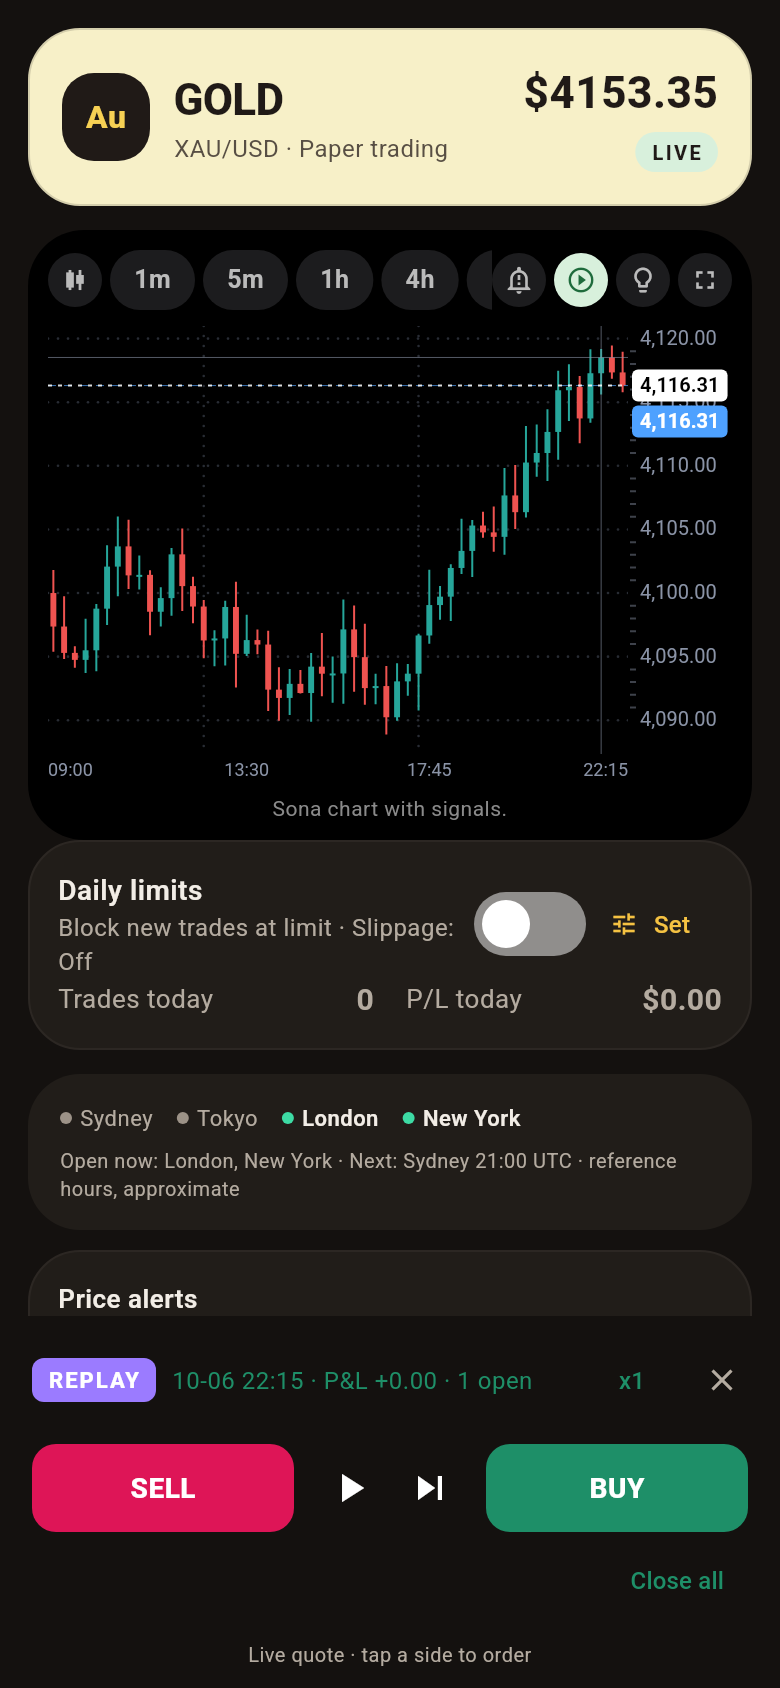 Au
GOLD
XAU/USD · Paper trading
$4153.35
LIVE
1m
5m
1h
4h
4,120.00
4,116.31
4,116.31
4,110.00
4,105.00
4,100.00
4,095.00
4,090.00
09:00
13:30
17:45
22:15
Sona chart with signals.
Daily limits
Block new trades at limit · Slippage:
Off
Set
Trades today 0 P/L today $0.00
Sydney Tokyo London New York
Open now: London, New York · Next: Sydney 21:00 UTC · reference
hours, approximate
Price alerts
REPLAY 10-06 22:15 · P&L +0.00 · 1 open x1
SELL
BUY
Close all
Live quote · tap a side to order